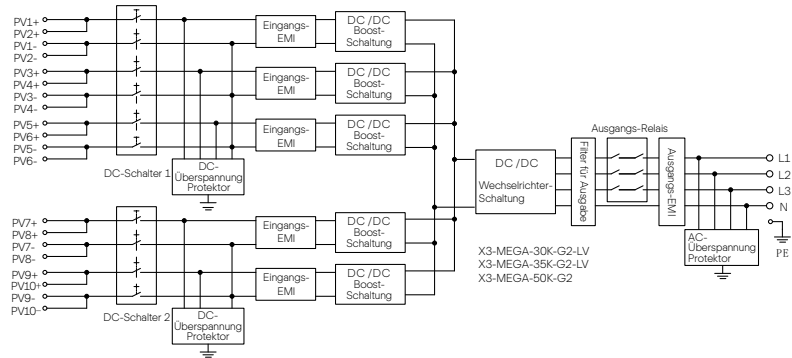 PV1+
PV2+
PV1-
PV2-
PV3+
PV4+
PV3-
PV4-
PV5+
PV6+
PV5-
PV6-
DC-Schalter 1
DC-
Überspannung
Protektor
Eingangs-
EMI
DC /DC
Boost-
Schaltung
Eingangs-
EMI
DC /DC
Boost-
Schaltung
Eingangs-
EMI
DC /DC
Boost-
Schaltung
PV7+
PV8+
PV7-
PV8-
PV9+
PV10+
PV9-
PV10-
DC-Schalter 2
DC-
Überspannung
Protektor
Eingangs-
EMI
DC /DC
Boost-
Schaltung
Eingangs-
EMI
DC /DC
Boost-
Schaltung
DC /DC
Wechselrichter-
Schaltung
Filter für Ausgabe
Ausgangs-Relais
Ausgangs-EMI
L1
L2
L3
N
PE
AC-
Überspannung
Protektor
X3-MEGA-30K-G2-LV
X3-MEGA-35K-G2-LV
X3-MEGA-50K-G2